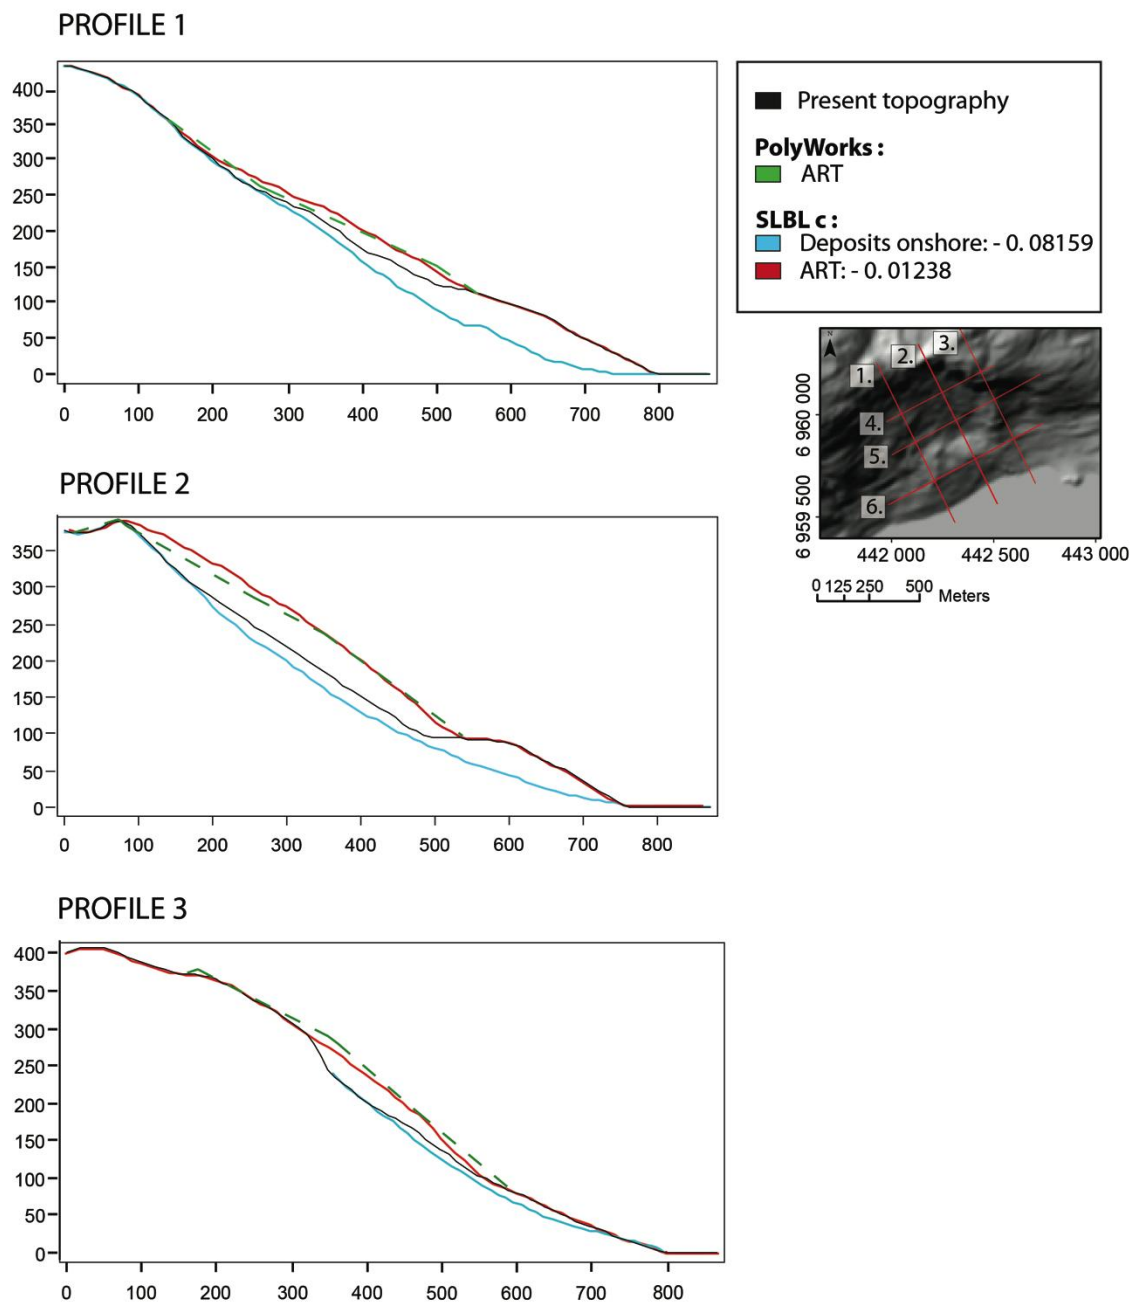 PROFILE 1
400
350
300
250
200
150
100
50
0
0 100 200 300 400 500 600 700 800
Present topography
PolyWorks :
ART
SLBL c :
Deposits onshore: - 0. 08159
ART: - 0. 01238
N
1.
2.
3.
4.
5.
6.
6 960 000
6 959 500
442 000 442 500 443 000
0 125 250 500 Meters
PROFILE 2
350
300
250
200
150
100
50
0
0 100 200 300 400 500 600 700 800
PROFILE 3
400
350
300
250
200
150
100
50
0
0 100 200 300 400 500 600 700 800